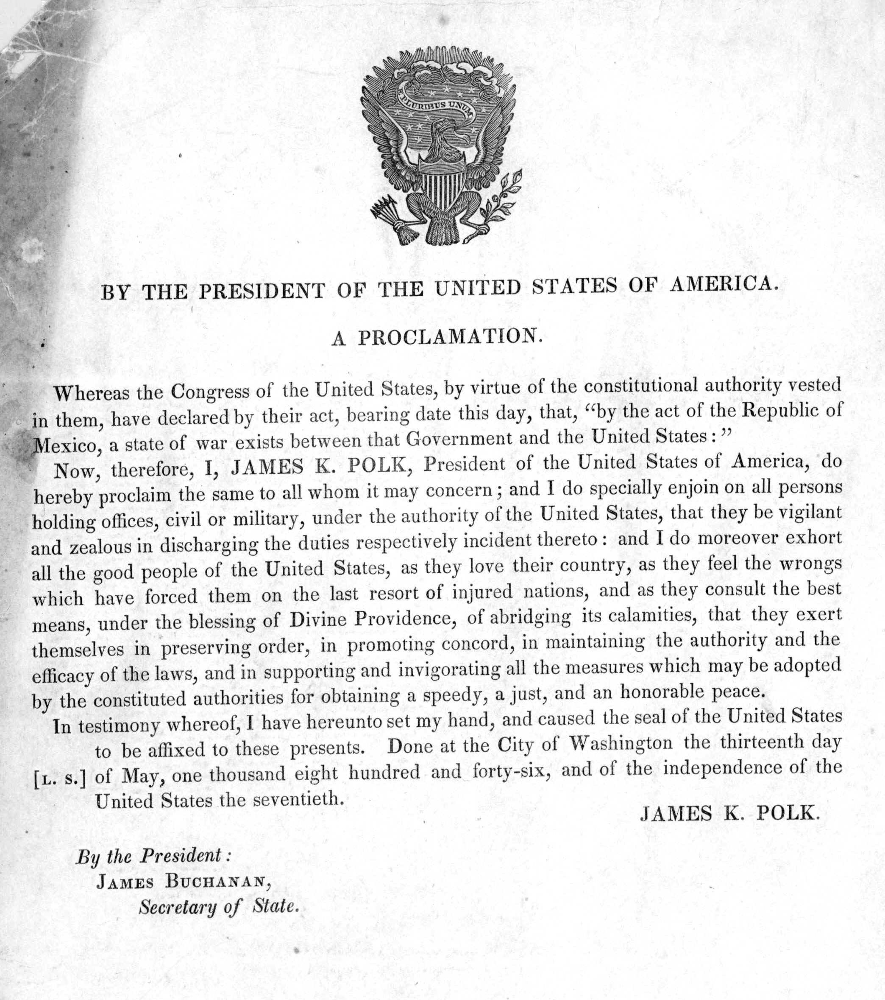 E PLURIBUS UNUM
BY THE PRESIDENT OF THE UNITED STATES OF AMERICA.
A PROCLAMATION.
Whereas the Congress of the United States, by virtue of the constitutional authority vested
in them, have declared by their act, bearing date this day, that, “by the act of the Republic of
Mexico, a state of war exists between that Government and the United States:”
Now, therefore, I, JAMES K. POLK, President of the United States of America, do
hereby proclaim the same to all whom it may concern; and I do specially enjoin on all persons
holding offices, civil or military, under the authority of the United States, that they be vigilant
and zealous in discharging the duties respectively incident thereto: and I do moreover exhort
all the good people of the United States, as they love their country, as they feel the wrongs
which have forced them on the last resort of injured nations, and as they consult the best
means, under the blessing of Divine Providence, of abridging its calamities, that they exert
themselves in preserving order, in promoting concord, in maintaining the authority and the
efficacy of the laws, and in supporting and invigorating all the measures which may be adopted
by the constituted authorities for obtaining a speedy, a just, and an honorable peace.
In testimony whereof, I have hereunto set my hand, and caused the seal of the United States
to be affixed to these presents. Done at the City of Washington the thirteenth day
[L. S.] of May, one thousand eight hundred and forty-six, and of the independence of the
United States the seventieth.
JAMES K. POLK.
By the President:
JAMES BUCHANAN,
Secretary of State.